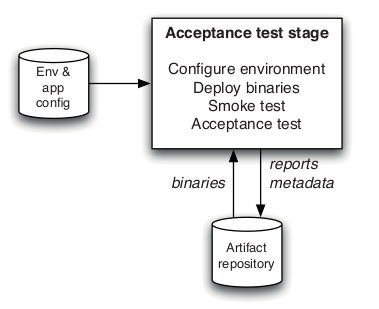 Acceptance test stage
Configure environment
Deploy binaries
Smoke test
Acceptance test
Env &
app
config
binaries
reports
metadata
Artifact
repository